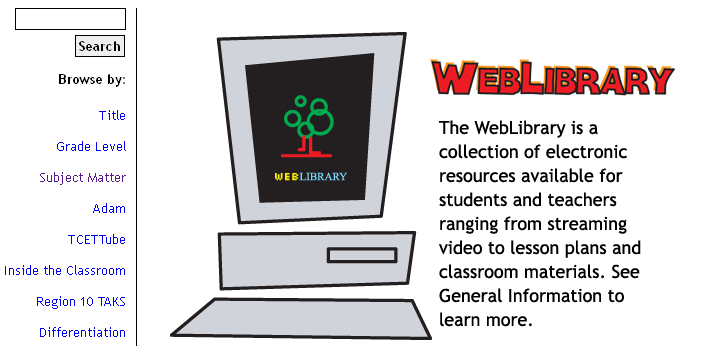 Search
Browse by:
Title
Grade Level
Subject Matter
Adam
TCETTube
Inside the Classroom
Region 10 TAKS
Differentiation
WEBLIBRARY
WEBLIBRARY
The WebLibrary is a
collection of electronic
resources available for
students and teachers
ranging from streaming
video to lesson plans and
classroom materials. See
General Information to
learn more.